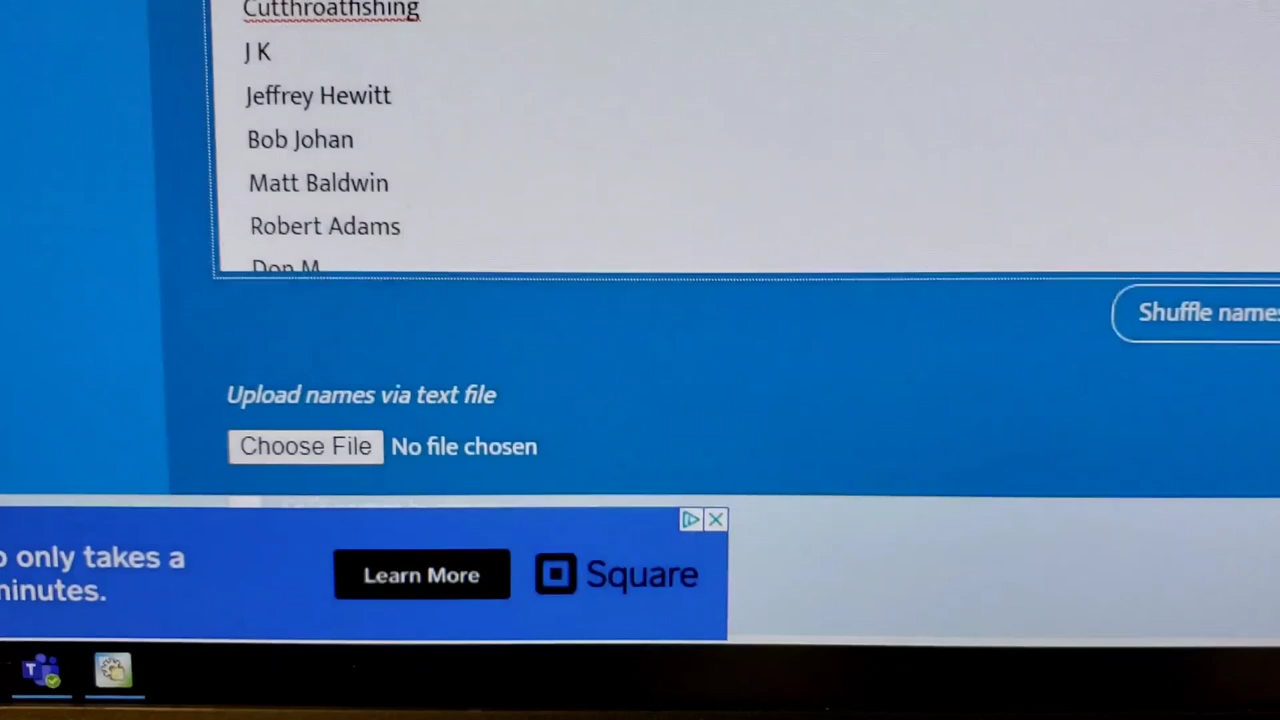 Cutthroatfishing
J K
Jeffrey Hewitt
Bob Johan
Matt Baldwin
Robert Adams
Don M
Shuffle names
Upload names via text file
Choose File No file chosen
only takes a
minutes.
Learn More
Square
T